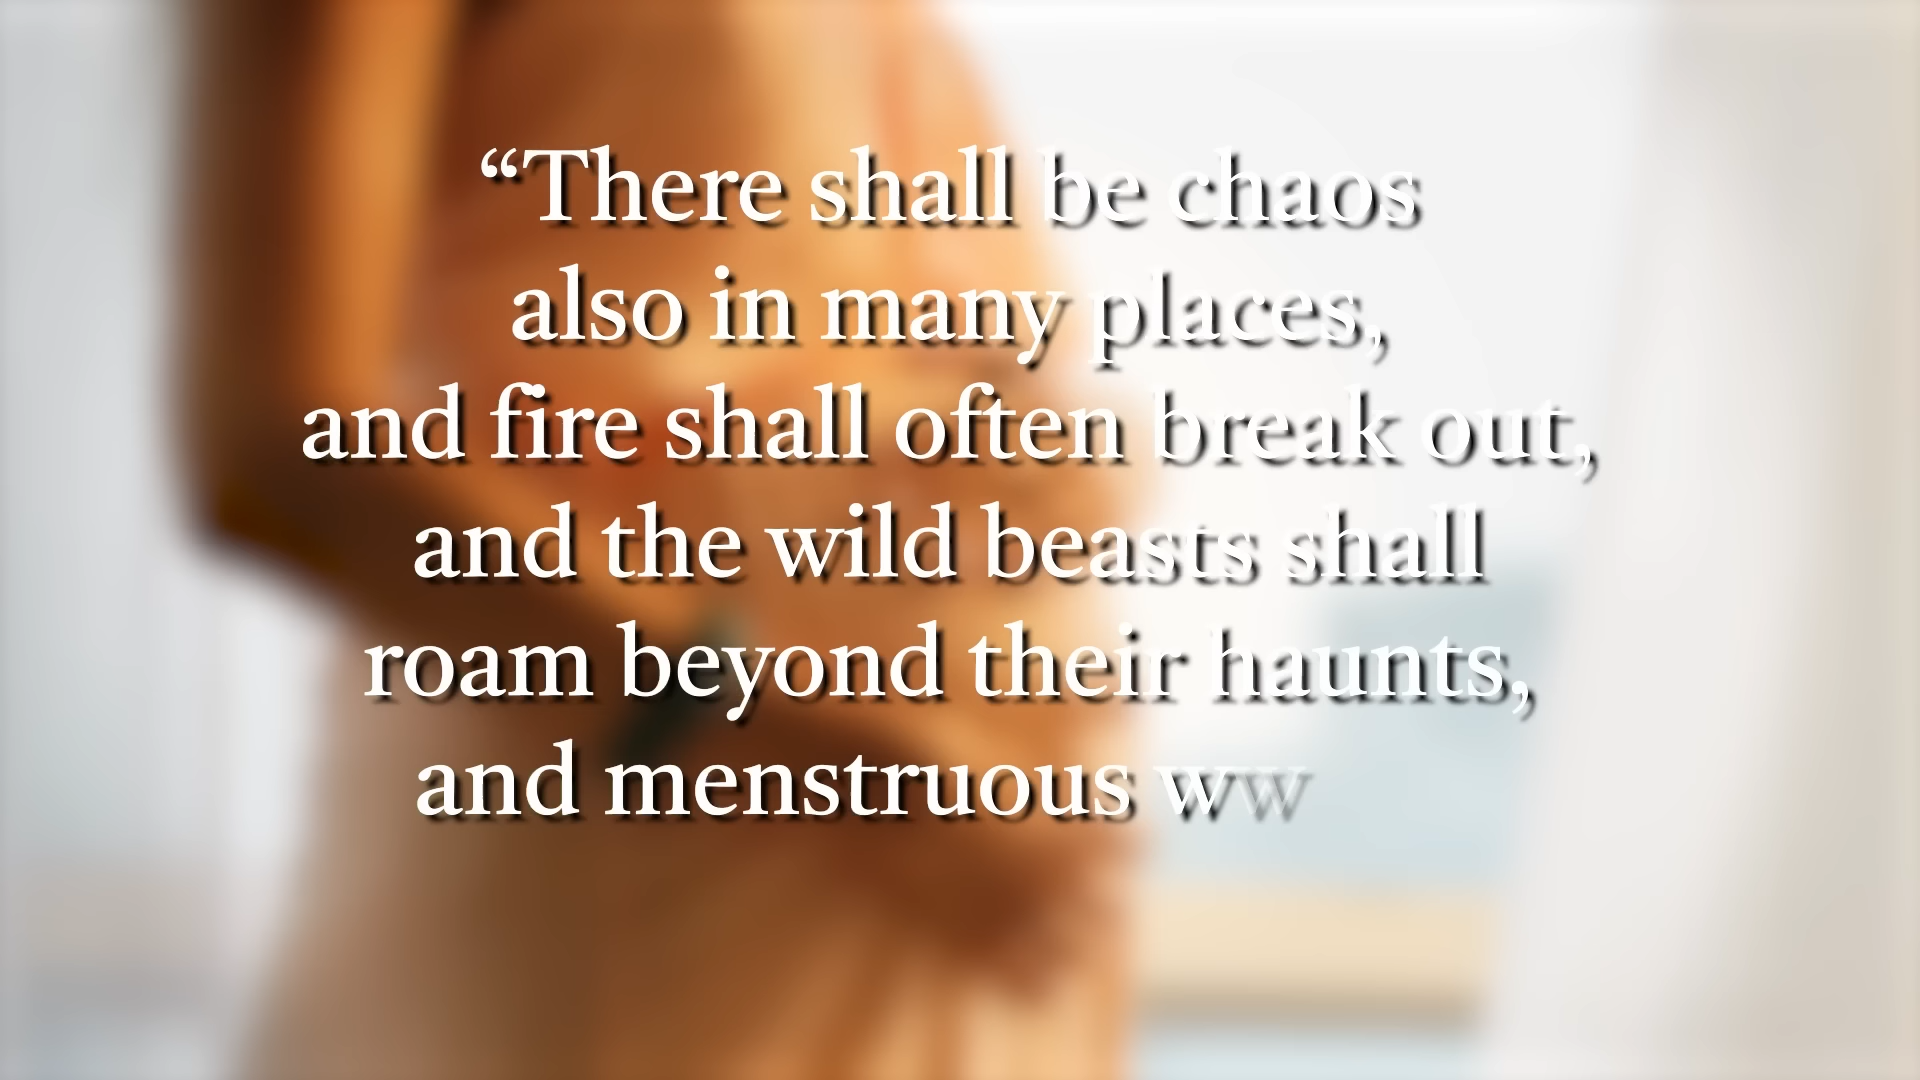 “There shall be chaos
also in many places,
and fire shall often break out,
and the wild beasts shall
roam beyond their haunts,
and menstruous ww